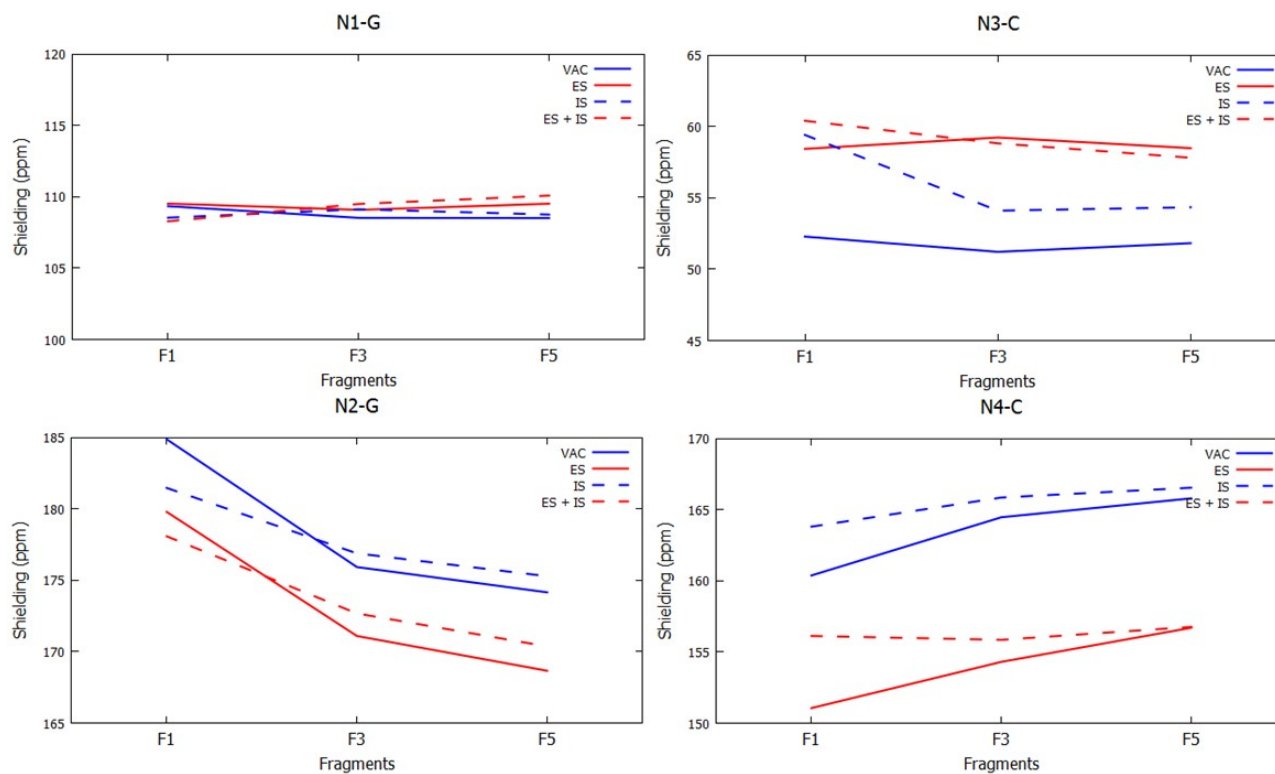 N1-G
120
115
110
105
100
Shielding (ppm)
VAC
ES
IS
ES + IS
F1
F3
F5
Fragments
N3-C
65
60
55
50
45
Shielding (ppm)
VAC
ES
IS
ES + IS
F1
F3
F5
Fragments
N2-G
185
180
175
170
165
Shielding (ppm)
VAC
ES
IS
ES + IS
F1
F3
F5
Fragments
N4-C
170
165
160
155
150
Shielding (ppm)
VAC
ES
IS
ES + IS
F1
F3
F5
Fragments